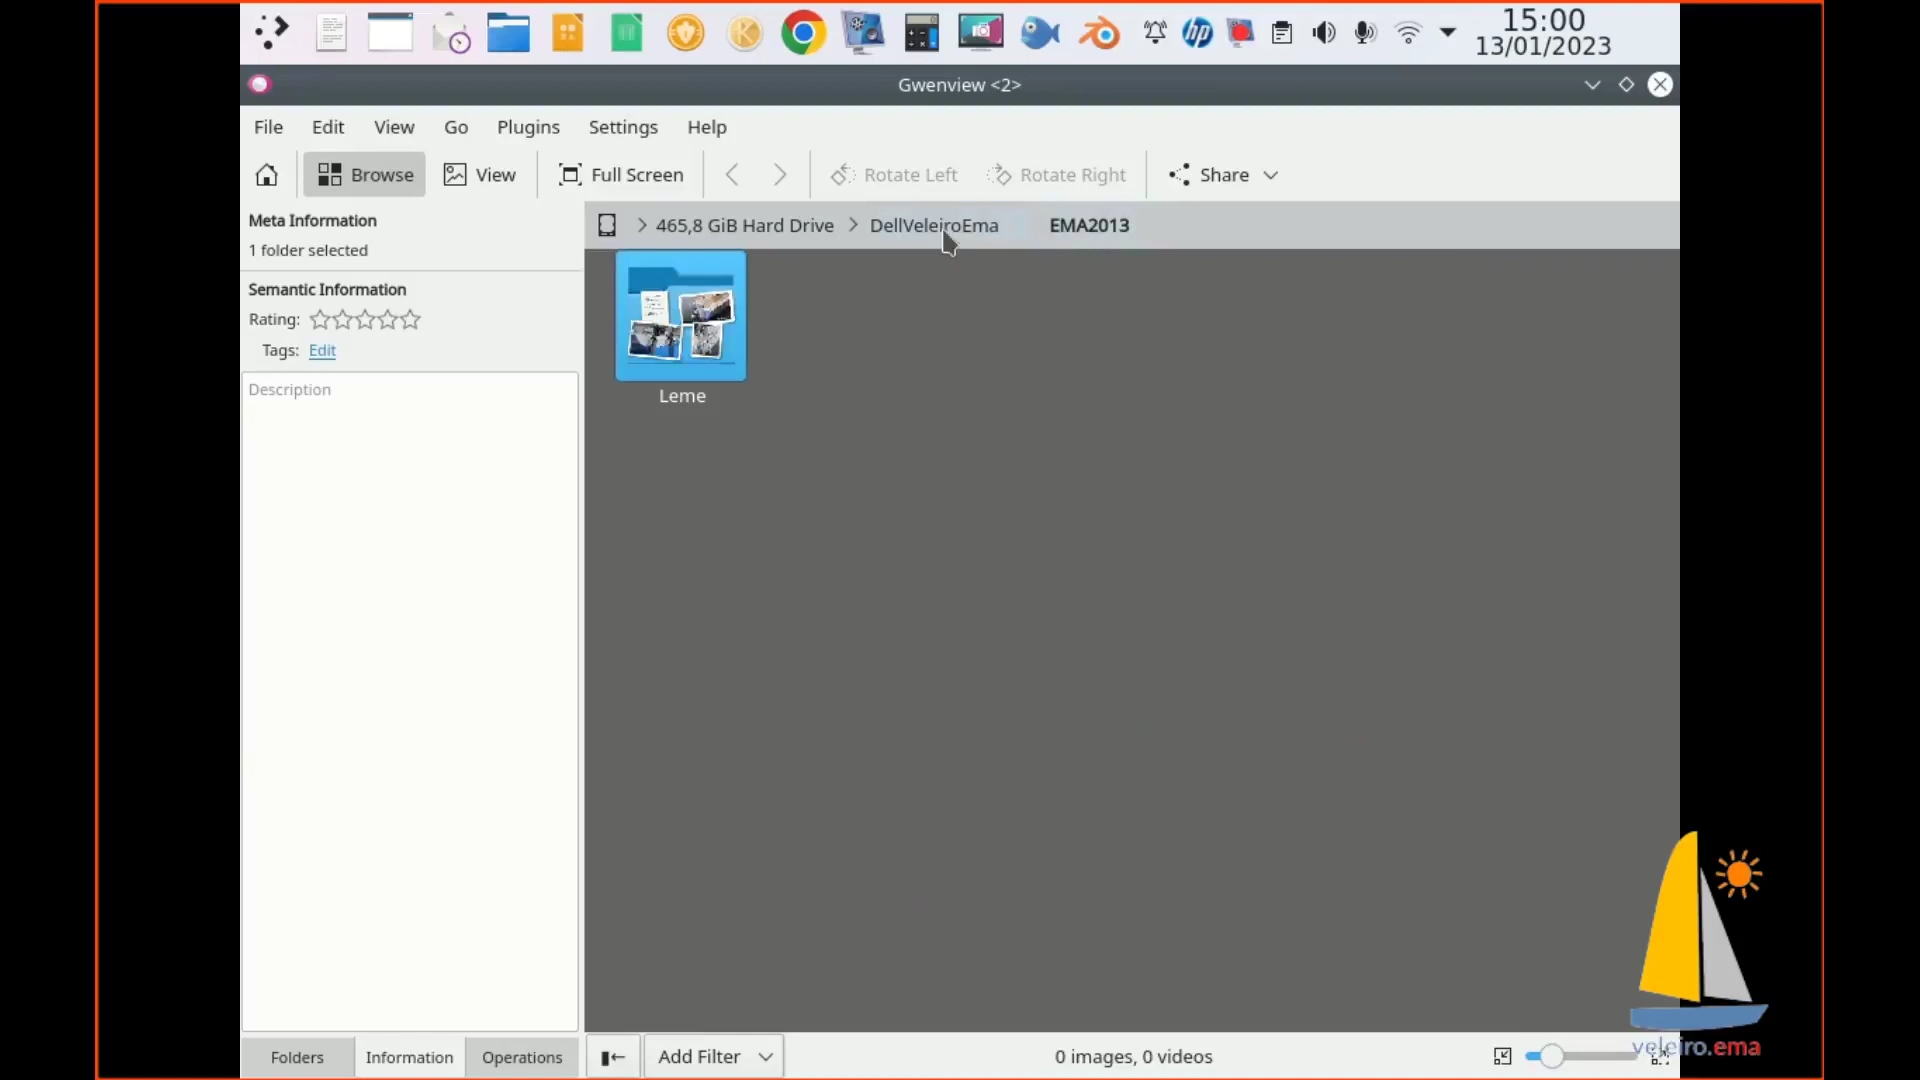 15:00
13/01/2023
Gwenview <2>
File Edit View Go Plugins Settings Help
Browse View Full Screen Rotate Left Rotate Right Share
Meta Information
1 folder selected
465,8 GiB Hard Drive DellVeleiroEma EMA2013
Semantic Information
Rating:
Tags: Edit
Description
Leme
Folders Information Operations Add Filter 0 images, 0 videos
veleiro.ema